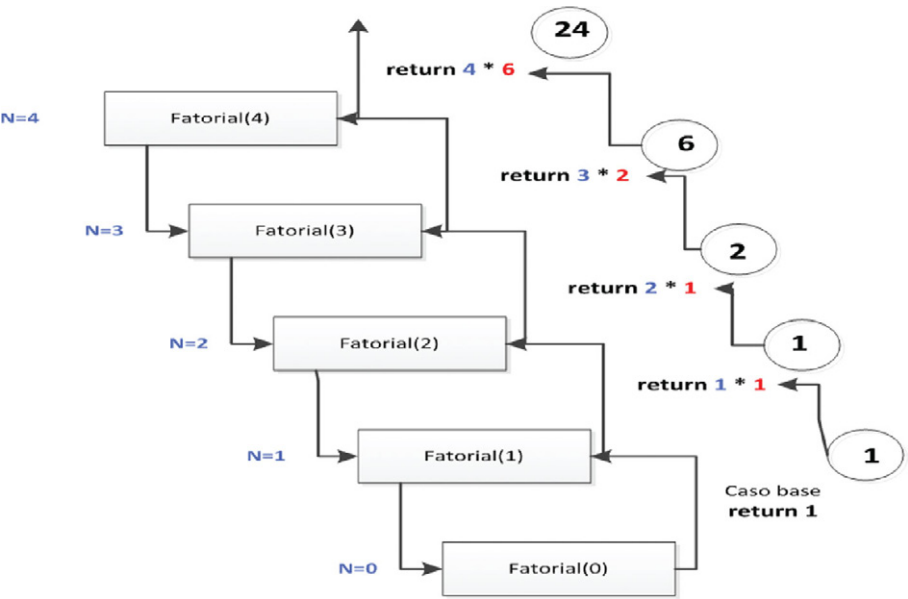 24
return 4 * 6
N=4
Fatorial(4)
6
return 3 * 2
N=3
Fatorial(3)
2
return 2 * 1
N=2
Fatorial(2)
1
return 1 * 1
N=1
Fatorial(1)
1
Caso base
return 1
N=0
Fatorial(0)